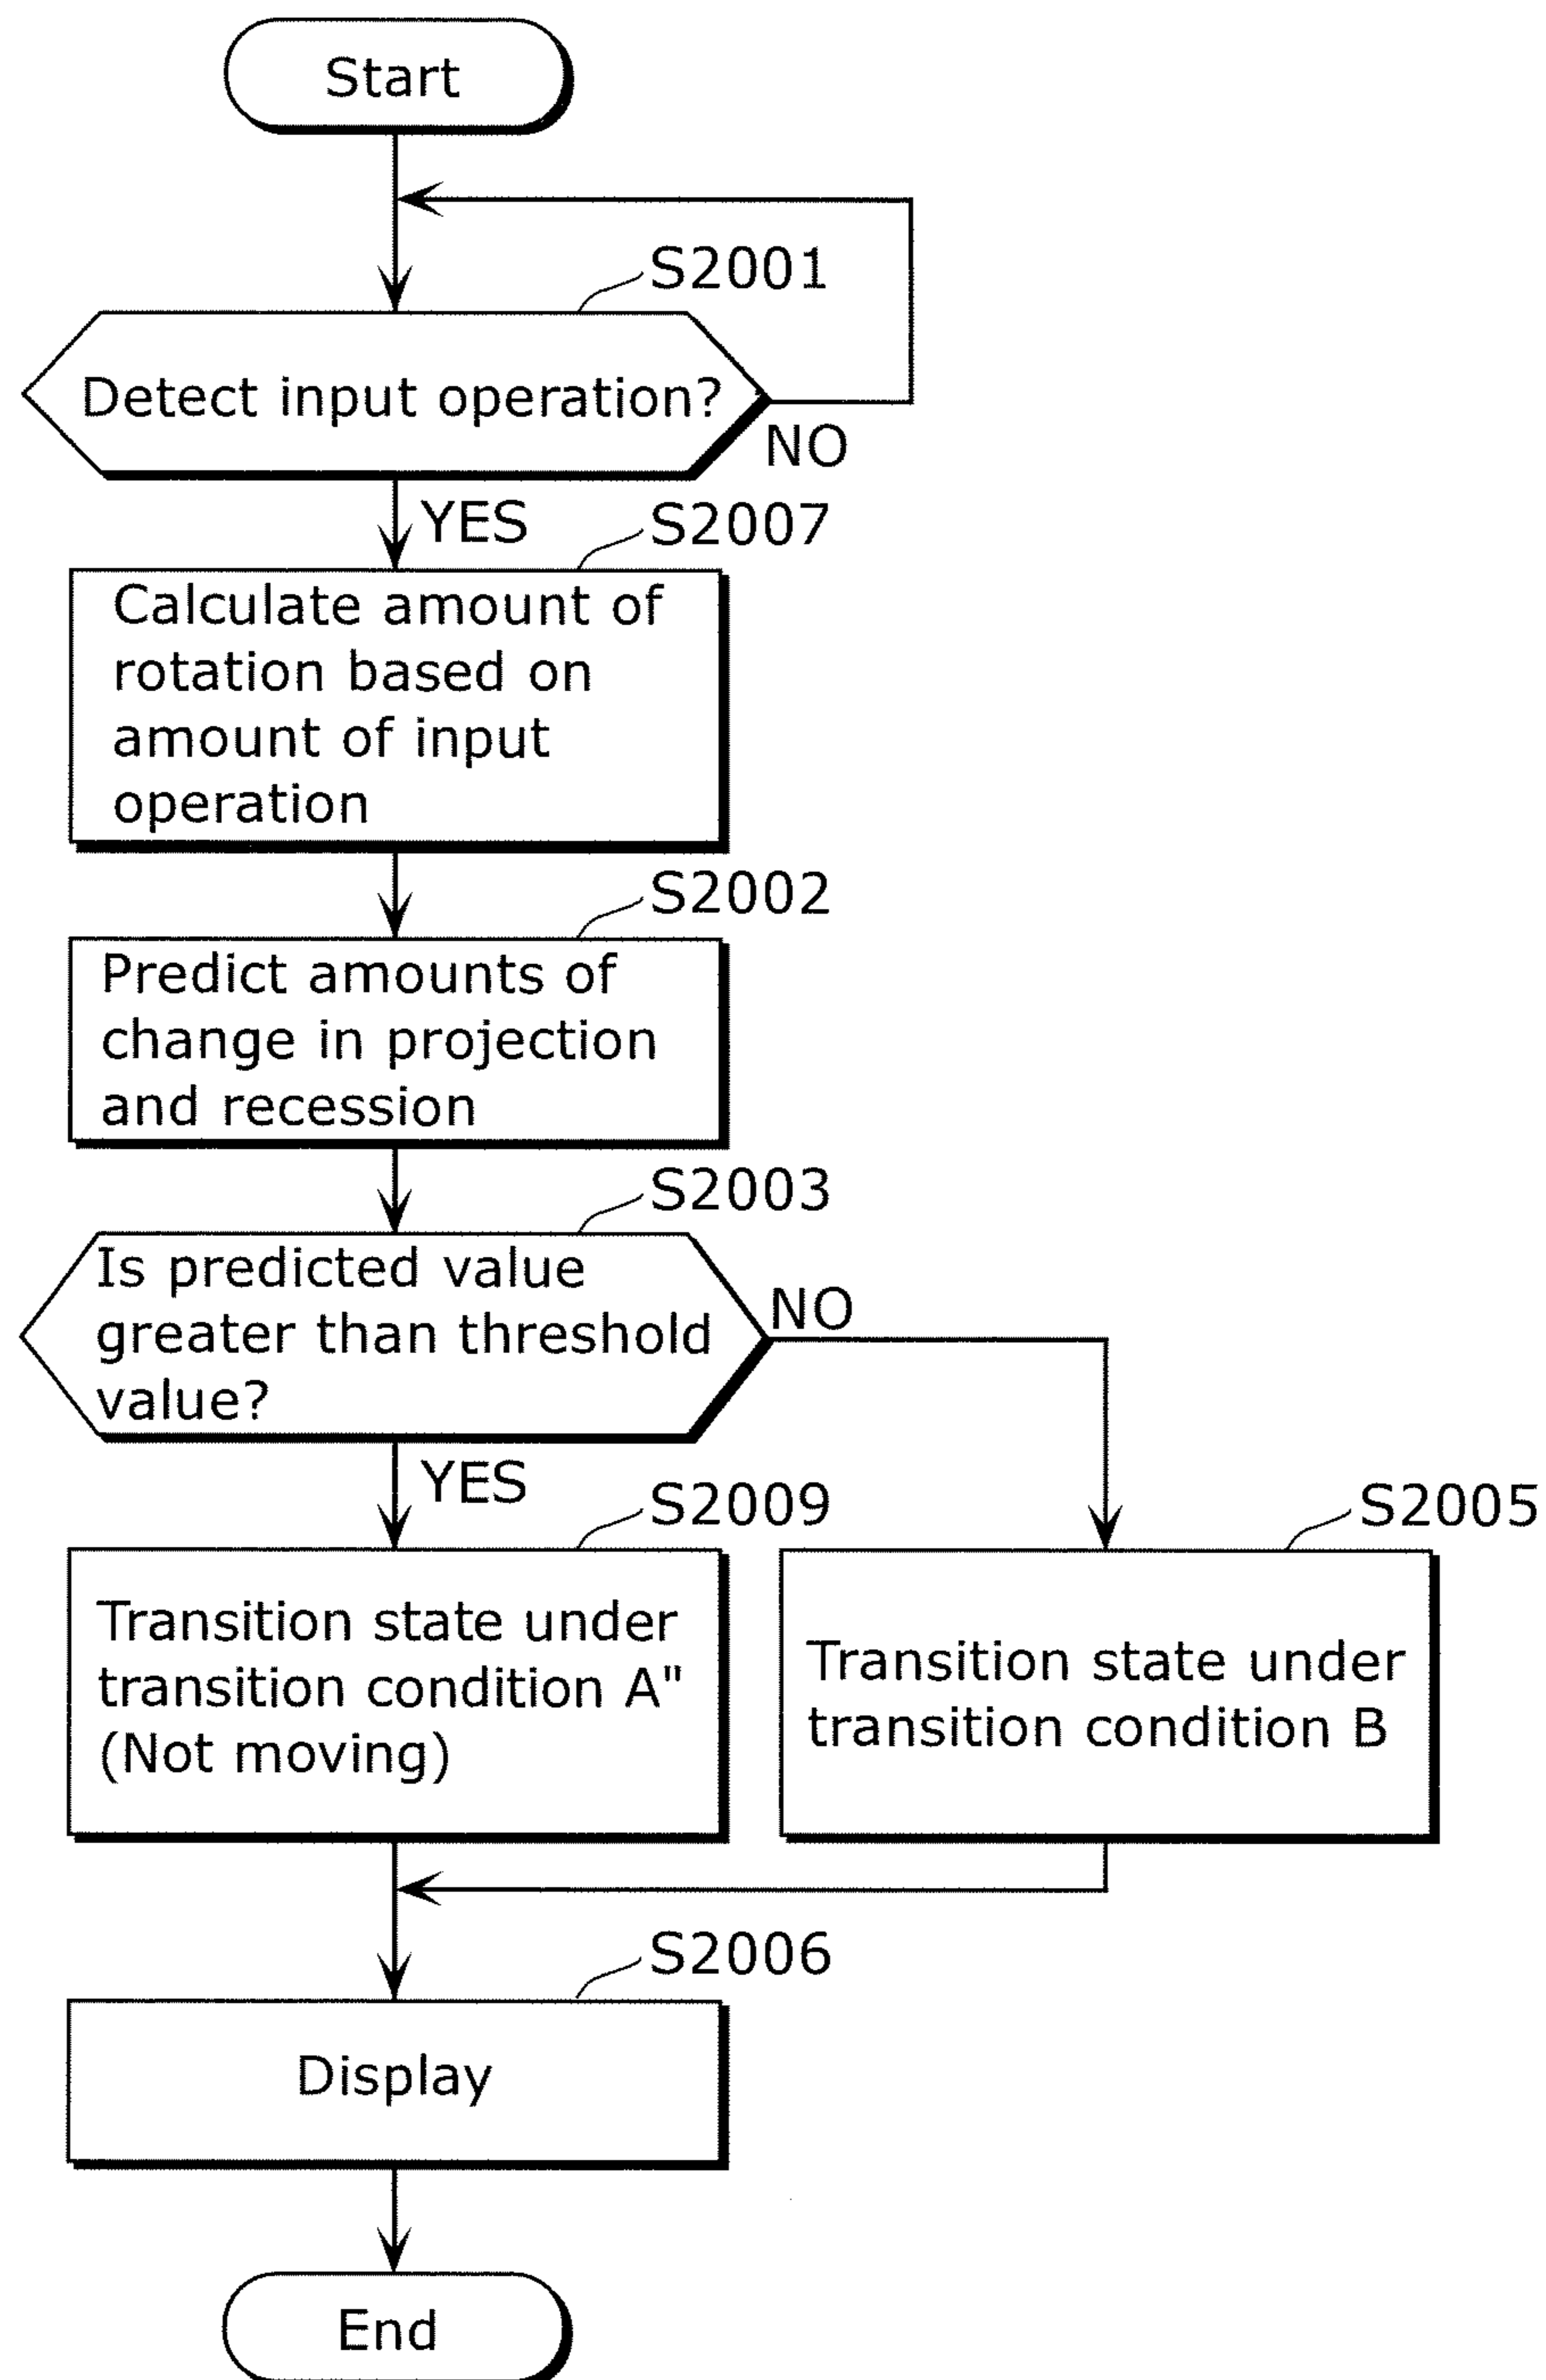 Start
S2001
Detect input operation?
NO
YES
S2007
Calculate amount of
rotation based on
amount of input
operation
S2002
Predict amounts of
change in projection
and recession
S2003
Is predicted value
greater than threshold
value?
NO
YES
S2009
Transition state under
transition condition A"
(Not moving)
S2005
Transition state under
transition condition B
S2006
Display
End